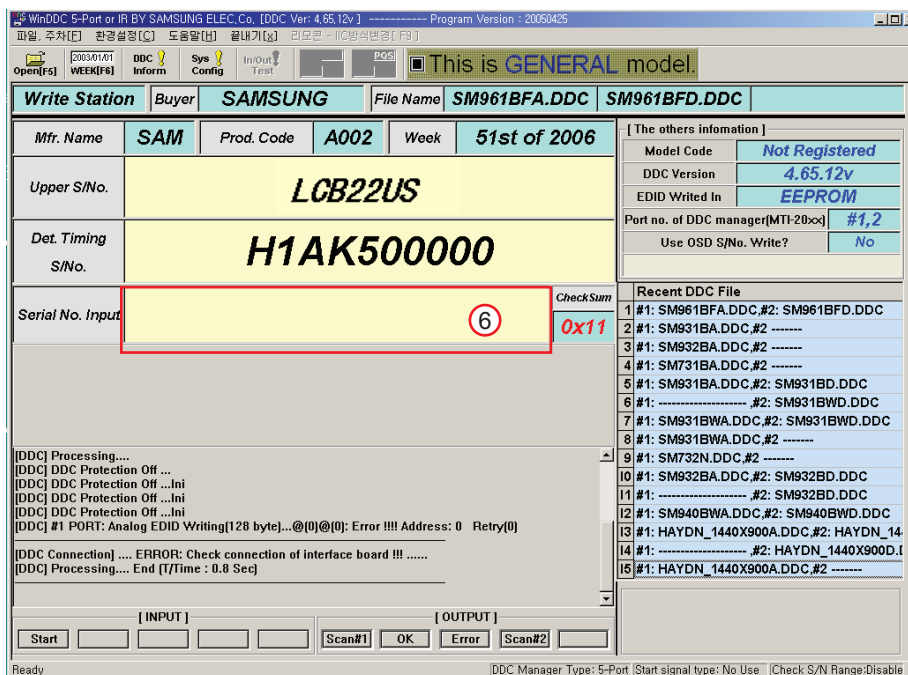 WinDDC 5-Port or IR BY SAMSUNG ELEC,Co, [DDC Ver: 4,65,12v ] ----------- Program Version : 20050425
파일, 주차[F] 환경설정[C] 도움말[H] 끝내기[x] 리모콘 - IIC방식변경[ F9 ]
Open[F5] 2003/01/01 WEEK[F6] DDC Inform Sys Config In/Out Test POS This is GENERAL model.
Write Station Buyer SAMSUNG File Name SM961BFA.DDC SM961BFD.DDC
Mfr. Name SAM Prod. Code A002 Week 51st of 2006
Upper S/No. LCB22US
Det. Timing S/No. H1AK500000
Serial No. Input ⑥ CheckSum 0x11
[ The others infomation ]
Model Code Not Registered
DDC Version 4.65.12v
EDID Writed In EEPROM
Port no. of DDC manager(MTI-20xx) #1,2
Use OSD S/No. Write? No
Recent DDC File
1 #1: SM961BFA.DDC,#2: SM961BFD.DDC
2 #1: SM931BA.DDC,#2 -------
3 #1: SM932BA.DDC,#2 -------
4 #1: SM731BA.DDC,#2 -------
5 #1: SM931BA.DDC,#2: SM931BD.DDC
6 #1: -------------------- ,#2: SM931BWD.DDC
7 #1: SM931BWA.DDC,#2: SM931BWD.DDC
8 #1: SM931BWA.DDC,#2 -------
9 #1: SM732N.DDC,#2 -------
10 #1: SM932BA.DDC,#2: SM932BD.DDC
11 #1: -------------------- ,#2: SM932BD.DDC
12 #1: SM940BWA.DDC,#2: SM940BWD.DDC
13 #1: HAYDN_1440X900A.DDC,#2: HAYDN_14
14 #1: -------------------- ,#2: HAYDN_1440X900D.[
15 #1: HAYDN_1440X900A.DDC,#2 -------
[DDC] Processing....
[DDC] DDC Protection Off ...
[DDC] DDC Protection Off ...Ini
[DDC] DDC Protection Off ...Ini
[DDC] DDC Protection Off ...Ini
[DDC] #1 PORT: Analog EDID Writing(128 byte)...@(0)@(0): Error !!!! Address: 0 Retry(0)
[DDC Connection] .... ERROR: Check connection of interface board !!! ......
[DDC] Processing.... End [T/Time : 0.8 Sec]
[ INPUT ] [ OUTPUT ]
Start Scan#1 OK Error Scan#2
Ready DDC Manager Type: 5-Port Start signal type: No Use Check S/N Range:Disable